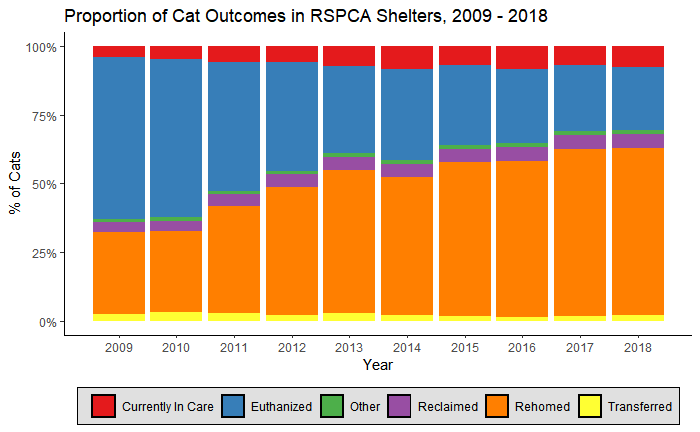 Proportion of Cat Outcomes in RSPCA Shelters, 2009 - 2018
100%
75%
50%
25%
0%
% of Cats
2009 2010 2011 2012 2013 2014 2015 2016 2017 2018
Year
Currently In Care Euthanized Other Reclaimed Rehomed Transferred